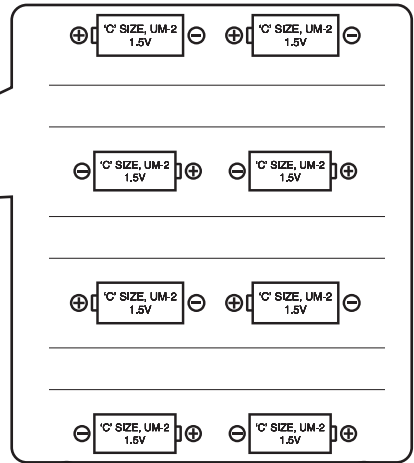 ⊕ 'C' SIZE, UM-2 ⊖ ⊕ 'C' SIZE, UM-2 ⊖
1.5V 1.5V
⊖ 'C' SIZE, UM-2 ⊕ ⊖ 'C' SIZE, UM-2 ⊕
1.5V 1.5V
⊕ 'C' SIZE, UM-2 ⊖ ⊕ 'C' SIZE, UM-2 ⊖
1.5V 1.5V
⊖ 'C' SIZE, UM-2 ⊕ ⊖ 'C' SIZE, UM-2 ⊕
1.5V 1.5V